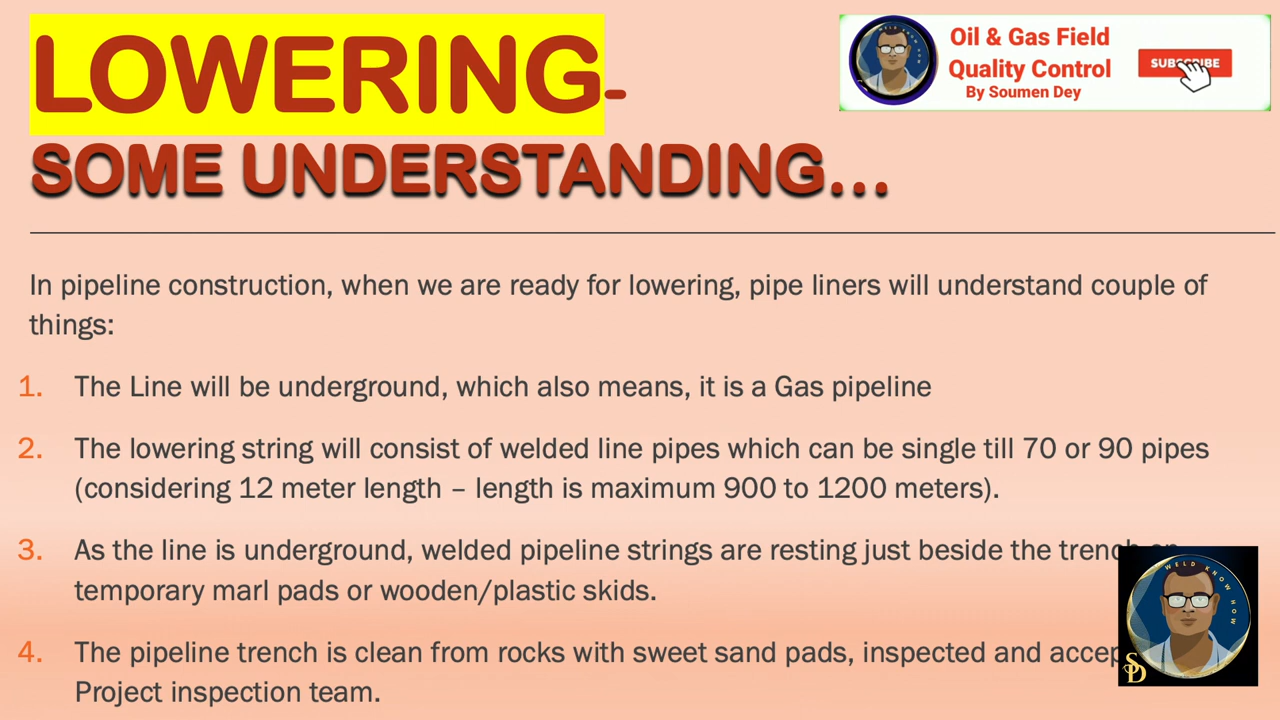 LOWERING-
SOME UNDERSTANDING...
Oil & Gas Field
Quality Control
By Soumen Dey
SUBSCRIBE
In pipeline construction, when we are ready for lowering, pipe liners will understand couple of
things:
1. The Line will be underground, which also means, it is a Gas pipeline
2. The lowering string will consist of welded line pipes which can be single till 70 or 90 pipes
(considering 12 meter length – length is maximum 900 to 1200 meters).
3. As the line is underground, welded pipeline strings are resting just beside the trench on
temporary marl pads or wooden/plastic skids.
4. The pipeline trench is clean from rocks with sweet sand pads, inspected and
Project inspection team.
WELD KNOW HOW
SD